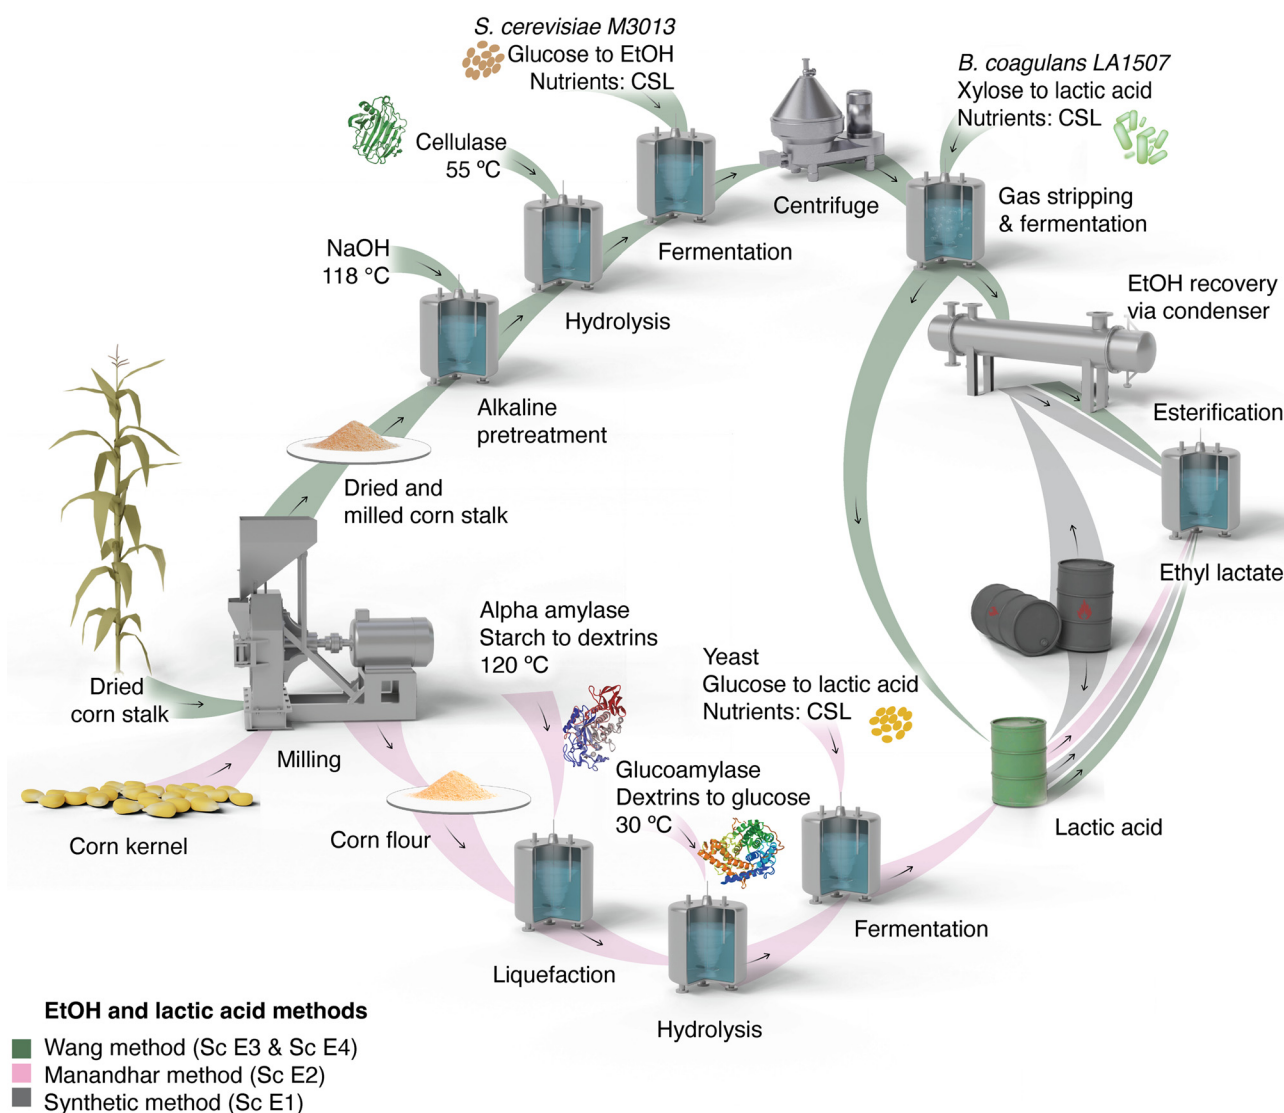 S. cerevisiae M3013
Glucose to EtOH
Nutrients: CSL
B. coagulans LA1507
Xylose to lactic acid
Nutrients: CSL
Cellulase
55 ºC
Centrifuge
Gas stripping
& fermentation
NaOH
118 °C
Fermentation
EtOH recovery
via condenser
Hydrolysis
Alkaline
pretreatment
Esterification
Dried and
milled corn stalk
Ethyl lactate
Alpha amylase
Starch to dextrins
120 ºC
Yeast
Glucose to lactic acid
Nutrients: CSL
Dried
corn stalk
Milling
Glucoamylase
Dextrins to glucose
30 ºC
Corn kernel
Corn flour
Lactic acid
Fermentation
Liquefaction
Hydrolysis
EtOH and lactic acid methods
Wang method (Sc E3 & Sc E4)
Manandhar method (Sc E2)
Synthetic method (Sc E1)